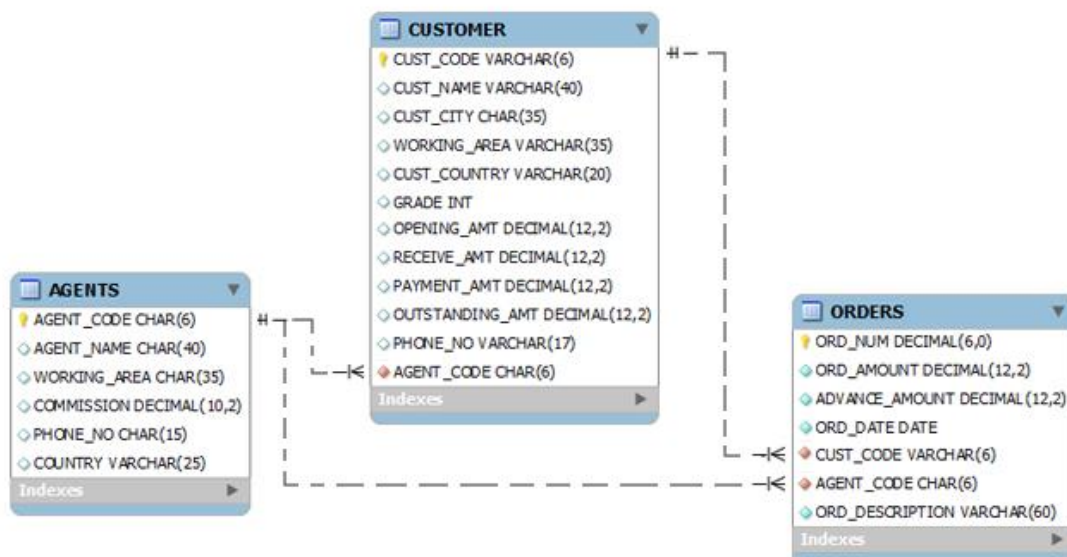 CUSTOMER
CUST_CODE VARCHAR(6)
CUST_NAME VARCHAR(40)
CUST_CITY CHAR(35)
WORKING_AREA VARCHAR(35)
CUST_COUNTRY VARCHAR(20)
GRADE INT
OPENING_AMT DECIMAL(12,2)
RECEIVE_AMT DECIMAL(12,2)
PAYMENT_AMT DECIMAL(12,2)
OUTSTANDING_AMT DECIMAL(12,2)
PHONE_NO VARCHAR(17)
AGENT_CODE CHAR(6)
Indexes
AGENTS
AGENT_CODE CHAR(6)
AGENT_NAME CHAR(40)
WORKING_AREA CHAR(35)
COMMISSION DECIMAL(10,2)
PHONE_NO CHAR(15)
COUNTRY VARCHAR(25)
Indexes
ORDERS
ORD_NUM DECIMAL(6,0)
ORD_AMOUNT DECIMAL(12,2)
ADVANCE_AMOUNT DECIMAL(12,2)
ORD_DATE DATE
CUST_CODE VARCHAR(6)
AGENT_CODE CHAR(6)
ORD_DESCRIPTION VARCHAR(60)
Indexes